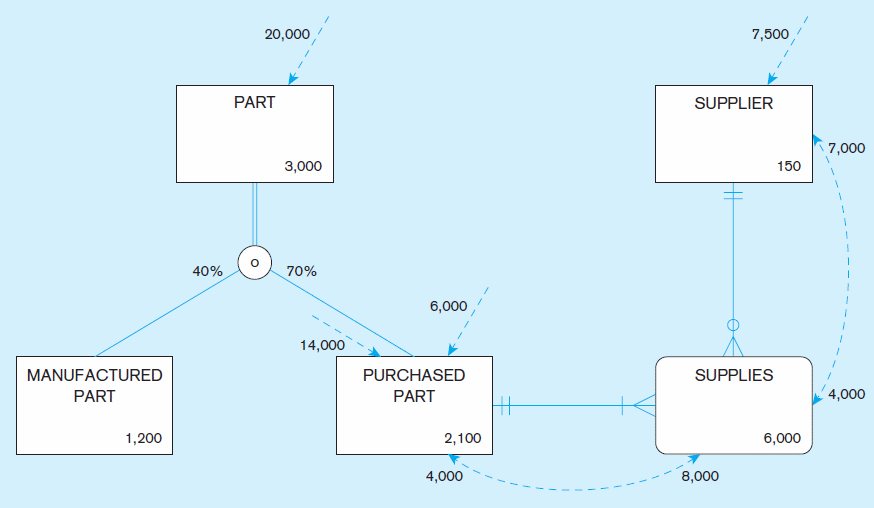 20,000
7,500
PART
3,000
SUPPLIER
150
7,000
40%
o
70%
6,000
14,000
MANUFACTURED
PART
1,200
PURCHASED
PART
2,100
SUPPLIES
6,000
4,000
4,000
8,000